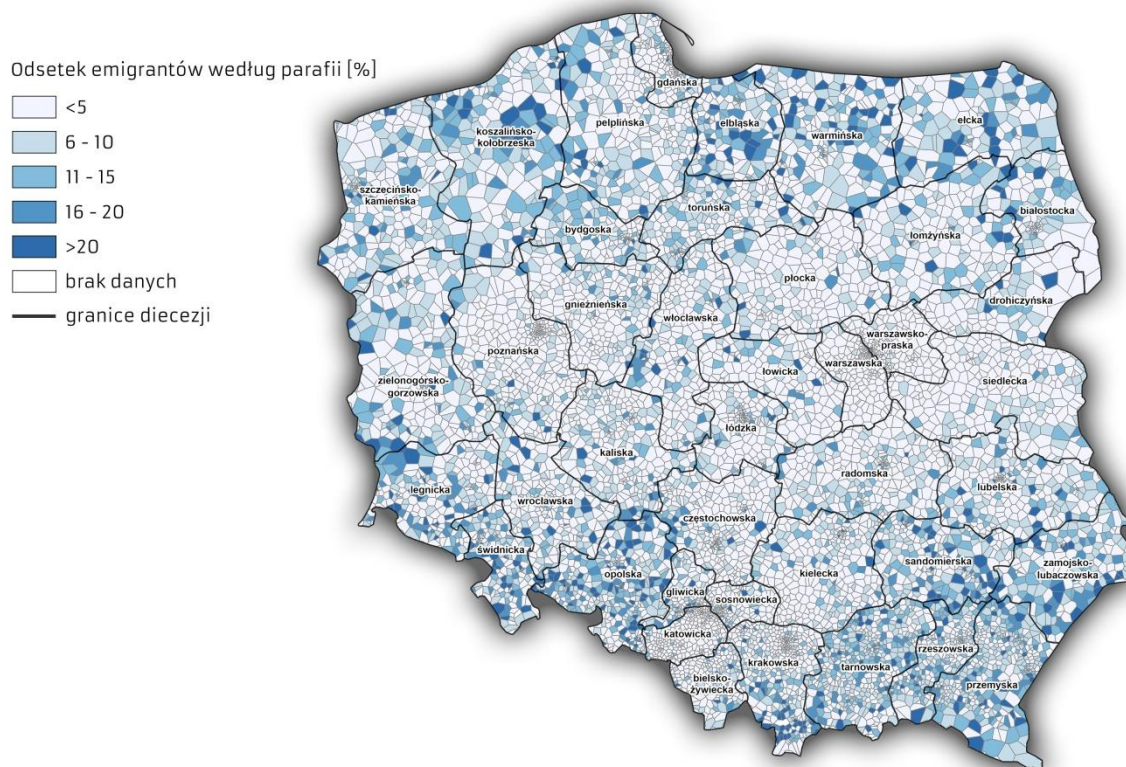 Odsetek emigrantów według parafii [%]
<5
6 - 10
11 - 15
16 - 20
>20
brak danych
granice diecezji
gdańska
koszalińsko-
kołobrzeska
pelplińska
elbląska
warmińska
ełcka
szczecińsko-
kamieńska
bydgoska
toruńska
łomżyńska
białostocka
gnieźnieńska
włocławska
płocka
drohiczyńska
poznańska
warszawsko-
praska
warszawska
łowicka
siedlecka
zielonogórsko-
gorzowska
łódzka
kaliska
radomska
lubelska
legnicka
wrocławska
częstochowska
świdnicka
opolska
kielecka
sandomierska
zamojsko-
lubaczowska
gliwicka
sosnowiecka
katowicka
krakowska
tarnowska
rzeszowska
bielsko-
żywiecka
przemyska